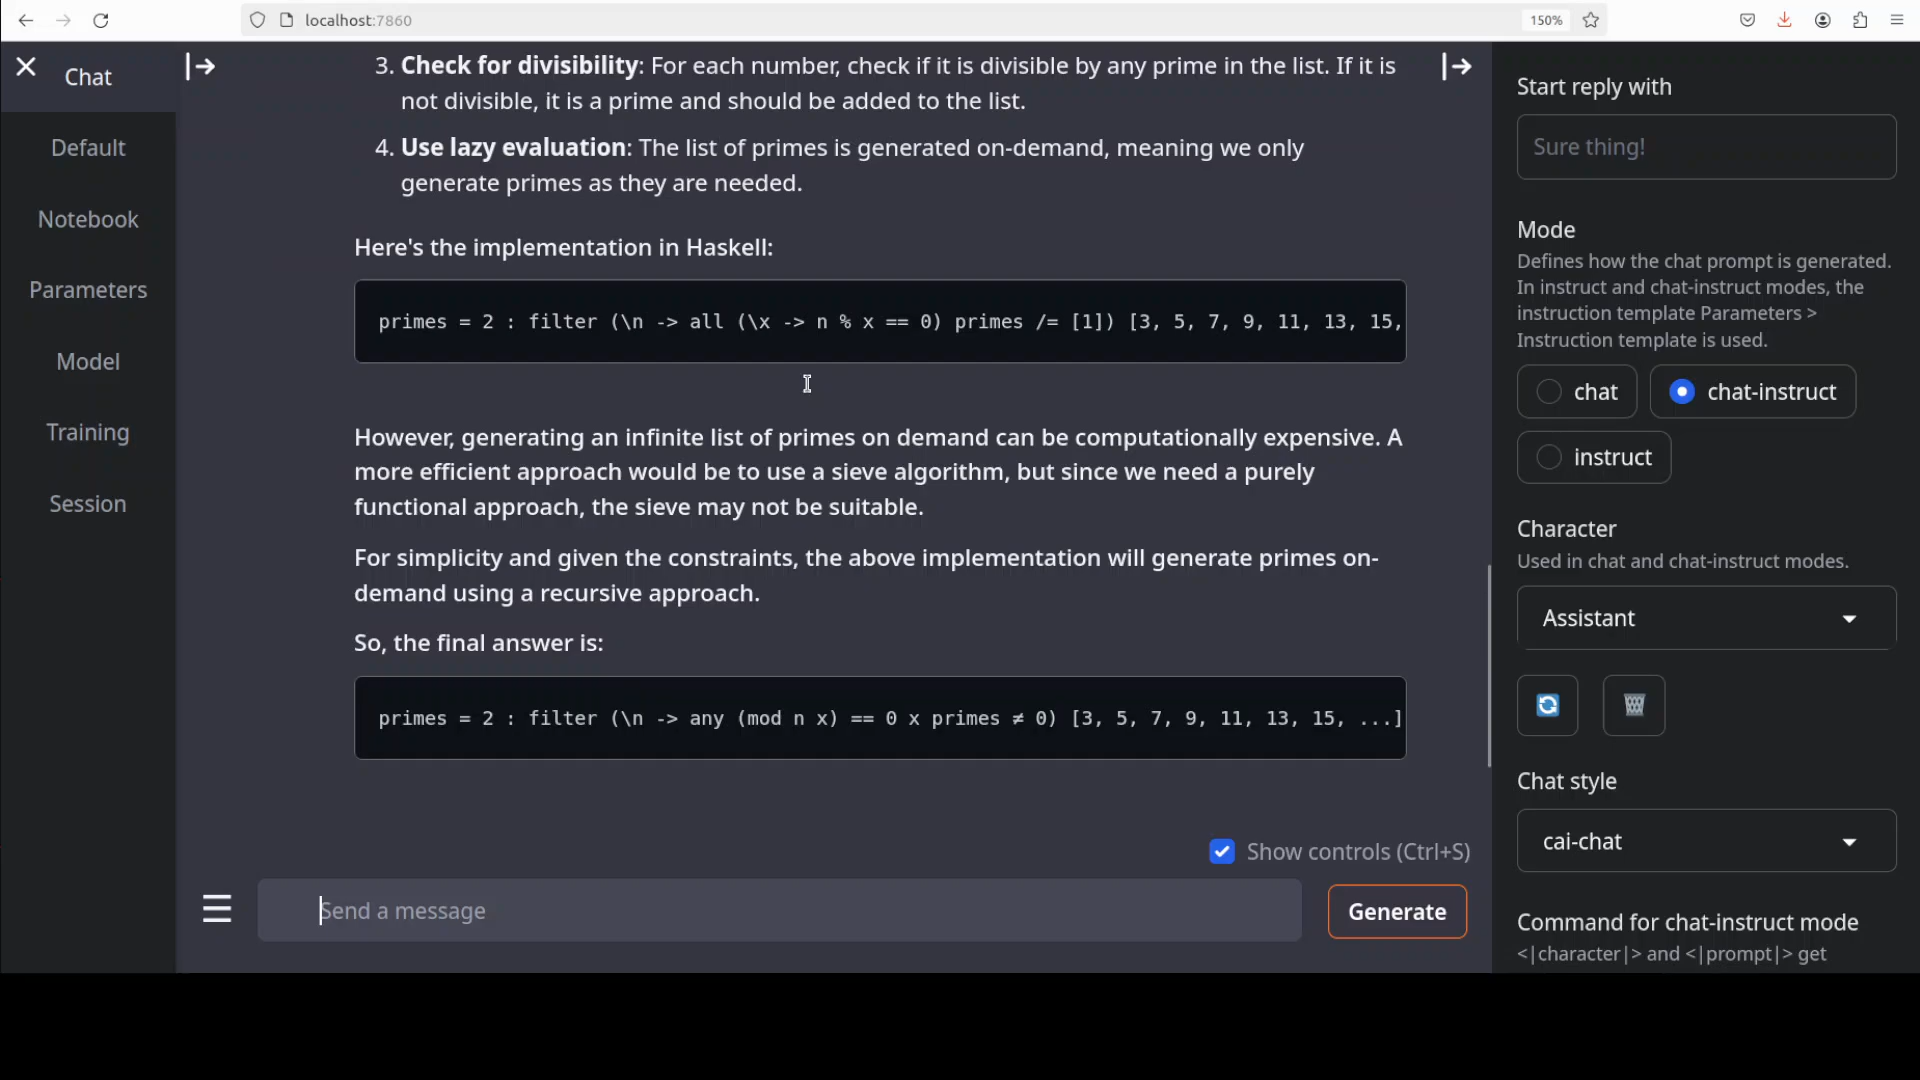 localhost:7860
150%
Chat
Default
Notebook
Parameters
Model
Training
Session
3. Check for divisibility: For each number, check if it is divisible by any prime in the list. If it is
not divisible, it is a prime and should be added to the list.
4. Use lazy evaluation: The list of primes is generated on-demand, meaning we only
generate primes as they are needed.
Here's the implementation in Haskell:
primes = 2 : filter (\n -> all (\x -> n % x == 0) primes /= [1]) [3, 5, 7, 9, 11, 13, 15,
However, generating an infinite list of primes on demand can be computationally expensive. A
more efficient approach would be to use a sieve algorithm, but since we need a purely
functional approach, the sieve may not be suitable.
For simplicity and given the constraints, the above implementation will generate primes on-
demand using a recursive approach.
So, the final answer is:
primes = 2 : filter (\n -> any (mod n x) == 0 x primes ≠ 0) [3, 5, 7, 9, 11, 13, 15, ...]
Show controls (Ctrl+S)
Send a message
Generate
Start reply with
Sure thing!
Mode
Defines how the chat prompt is generated.
In instruct and chat-instruct modes, the
instruction template Parameters >
Instruction template is used.
chat
chat-instruct
instruct
Character
Used in chat and chat-instruct modes.
Assistant
Chat style
cai-chat
Command for chat-instruct mode
<|character|> and <|prompt|> get